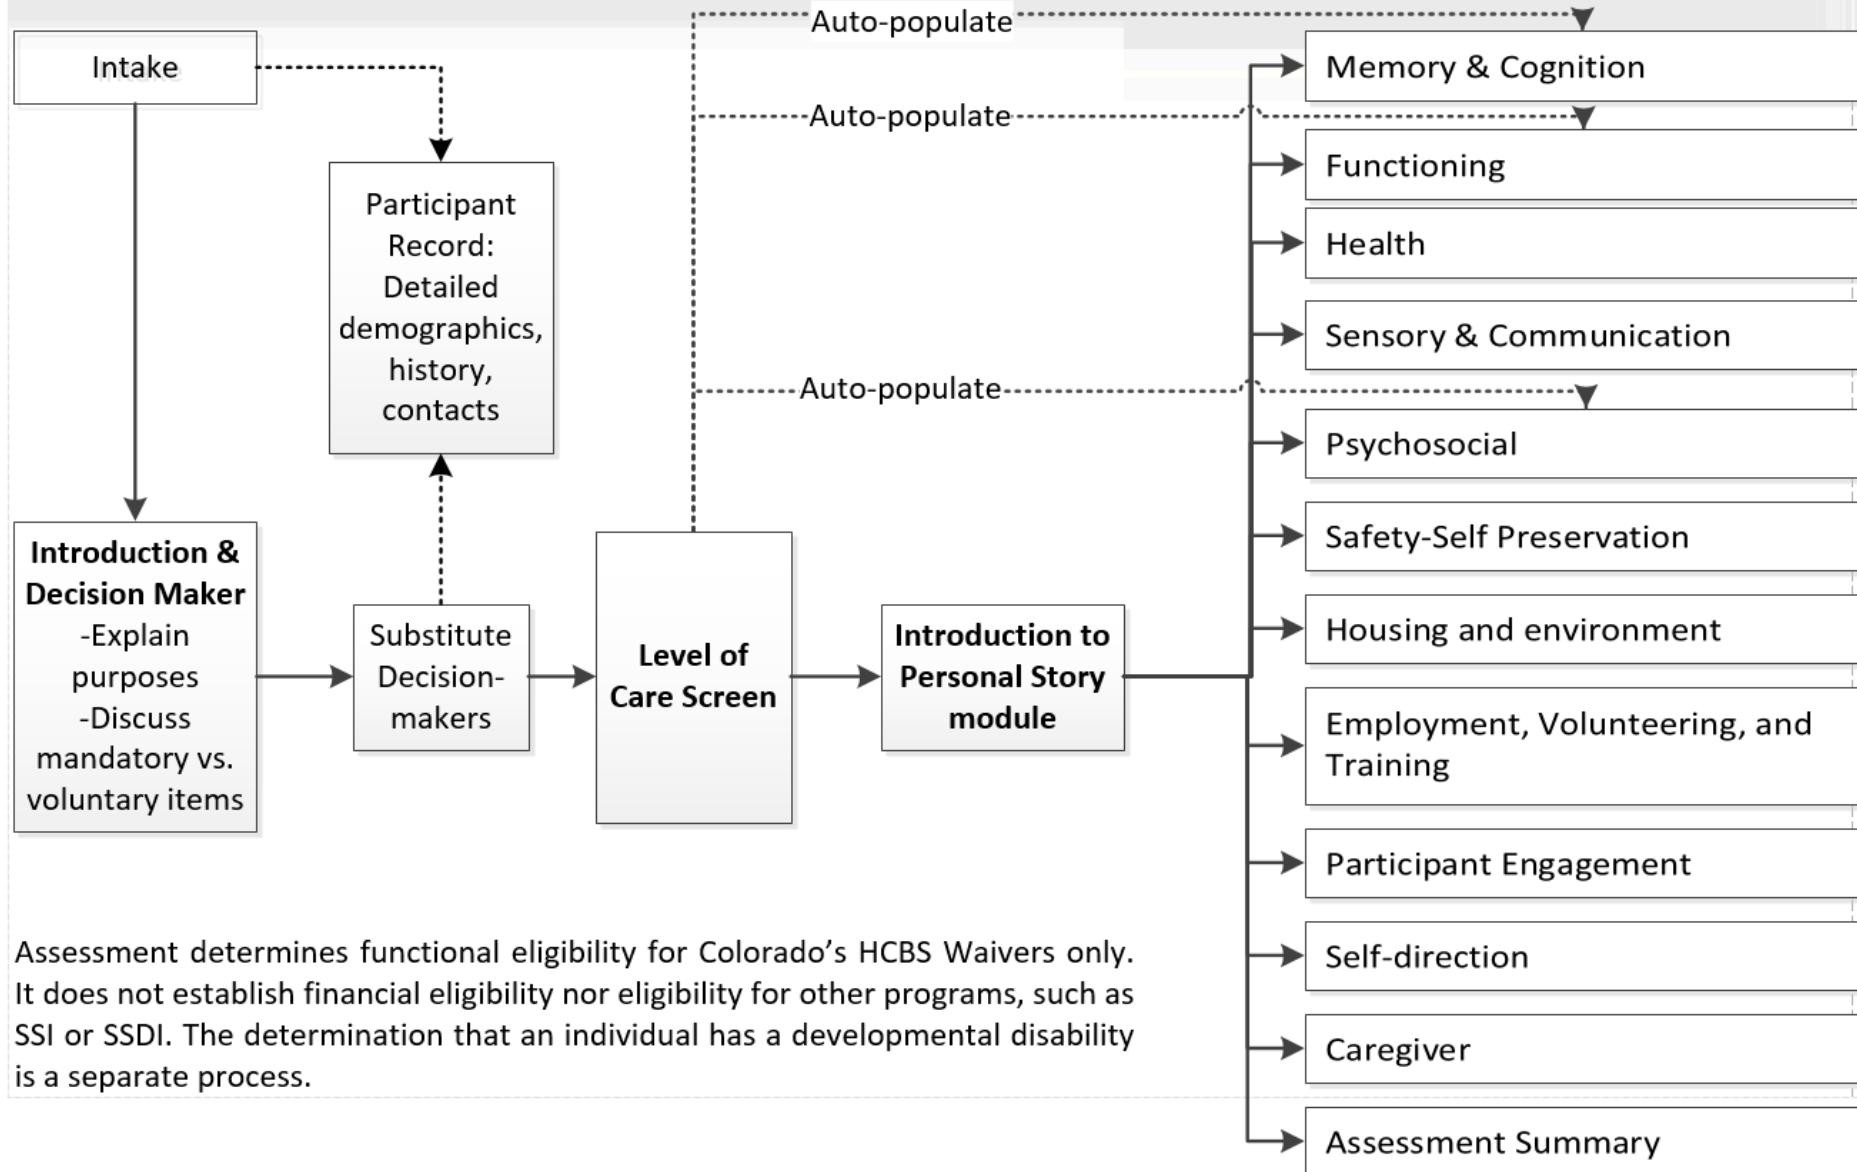 Auto-populate
Intake
Memory & Cognition
Auto-populate
Functioning
Participant
Record:
Detailed
demographics,
history,
contacts
Health
Sensory & Communication
Auto-populate
Psychosocial
Safety-Self Preservation
Introduction &
Decision Maker
-Explain
purposes
-Discuss
mandatory vs.
voluntary items
Substitute
Decision-
makers
Level of
Care Screen
Introduction to
Personal Story
module
Housing and environment
Employment, Volunteering, and
Training
Participant Engagement
Self-direction
Caregiver
Assessment Summary
Assessment determines functional eligibility for Colorado’s HCBS Waivers only.
It does not establish financial eligibility nor eligibility for other programs, such as
SSI or SSDI. The determination that an individual has a developmental disability
is a separate process.